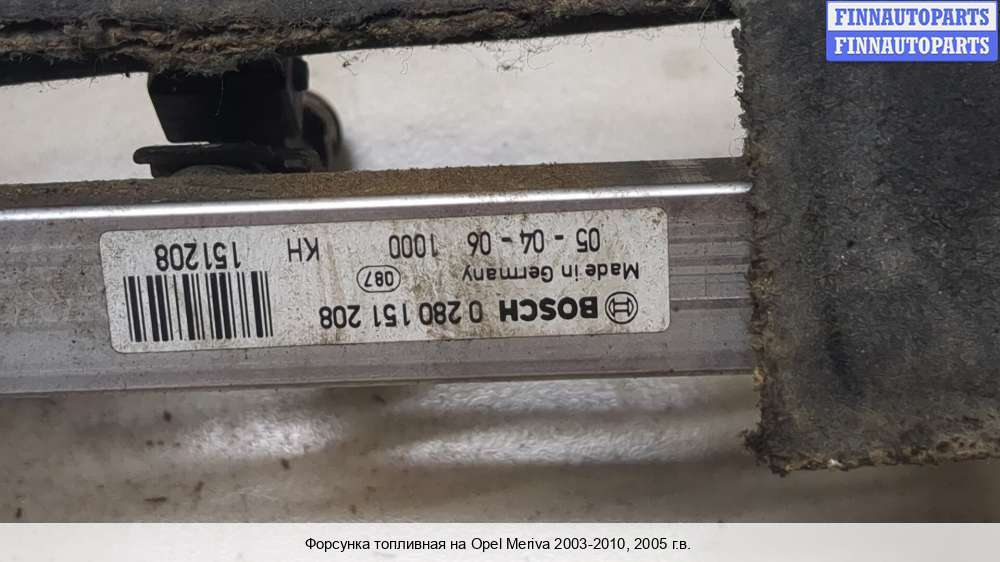 FINNAUTOPARTS
FINNAUTOPARTS
BOSCH 0 280 151 208
Made in Germany 087
05 - 04 - 06 1000 KH 151208
Форсунка топливная на Opel Meriva 2003-2010, 2005 г.в.